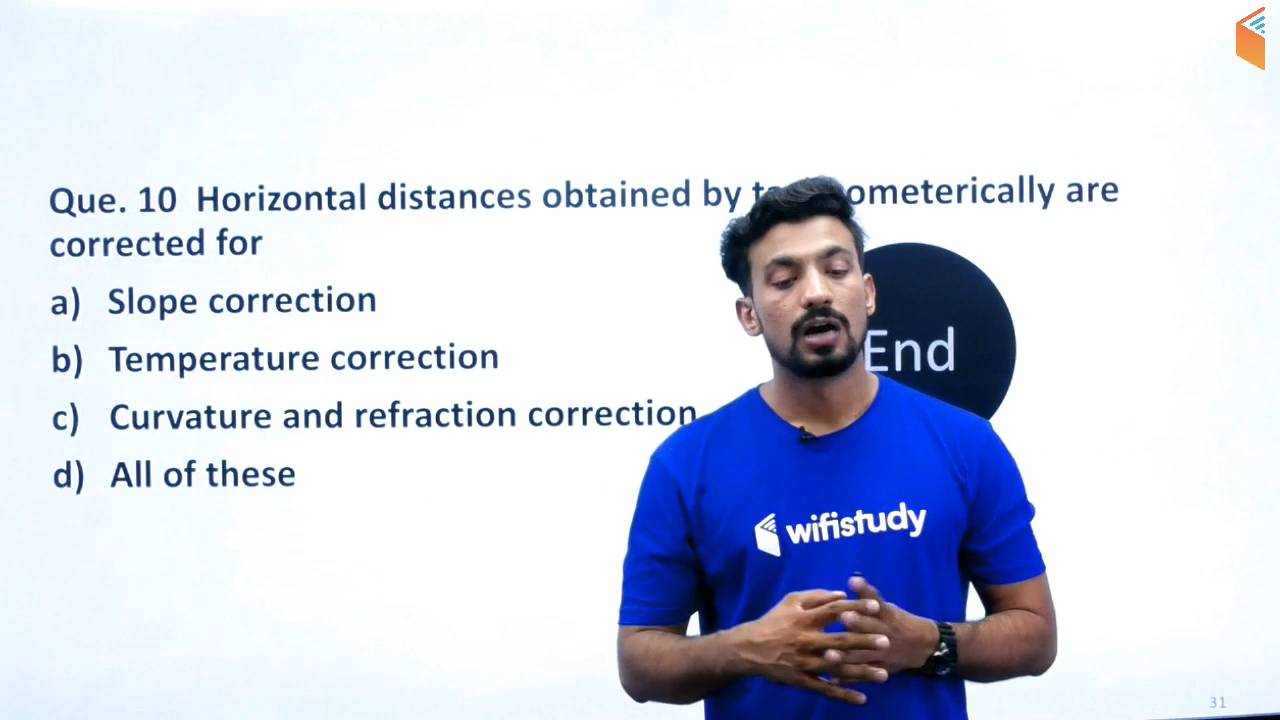 Que. 10 Horizontal distances obtained by ometerically are
corrected for
a) Slope correction
b) Temperature correction
c) Curvature and refraction correction
d) All of these
End
wifistudy
31